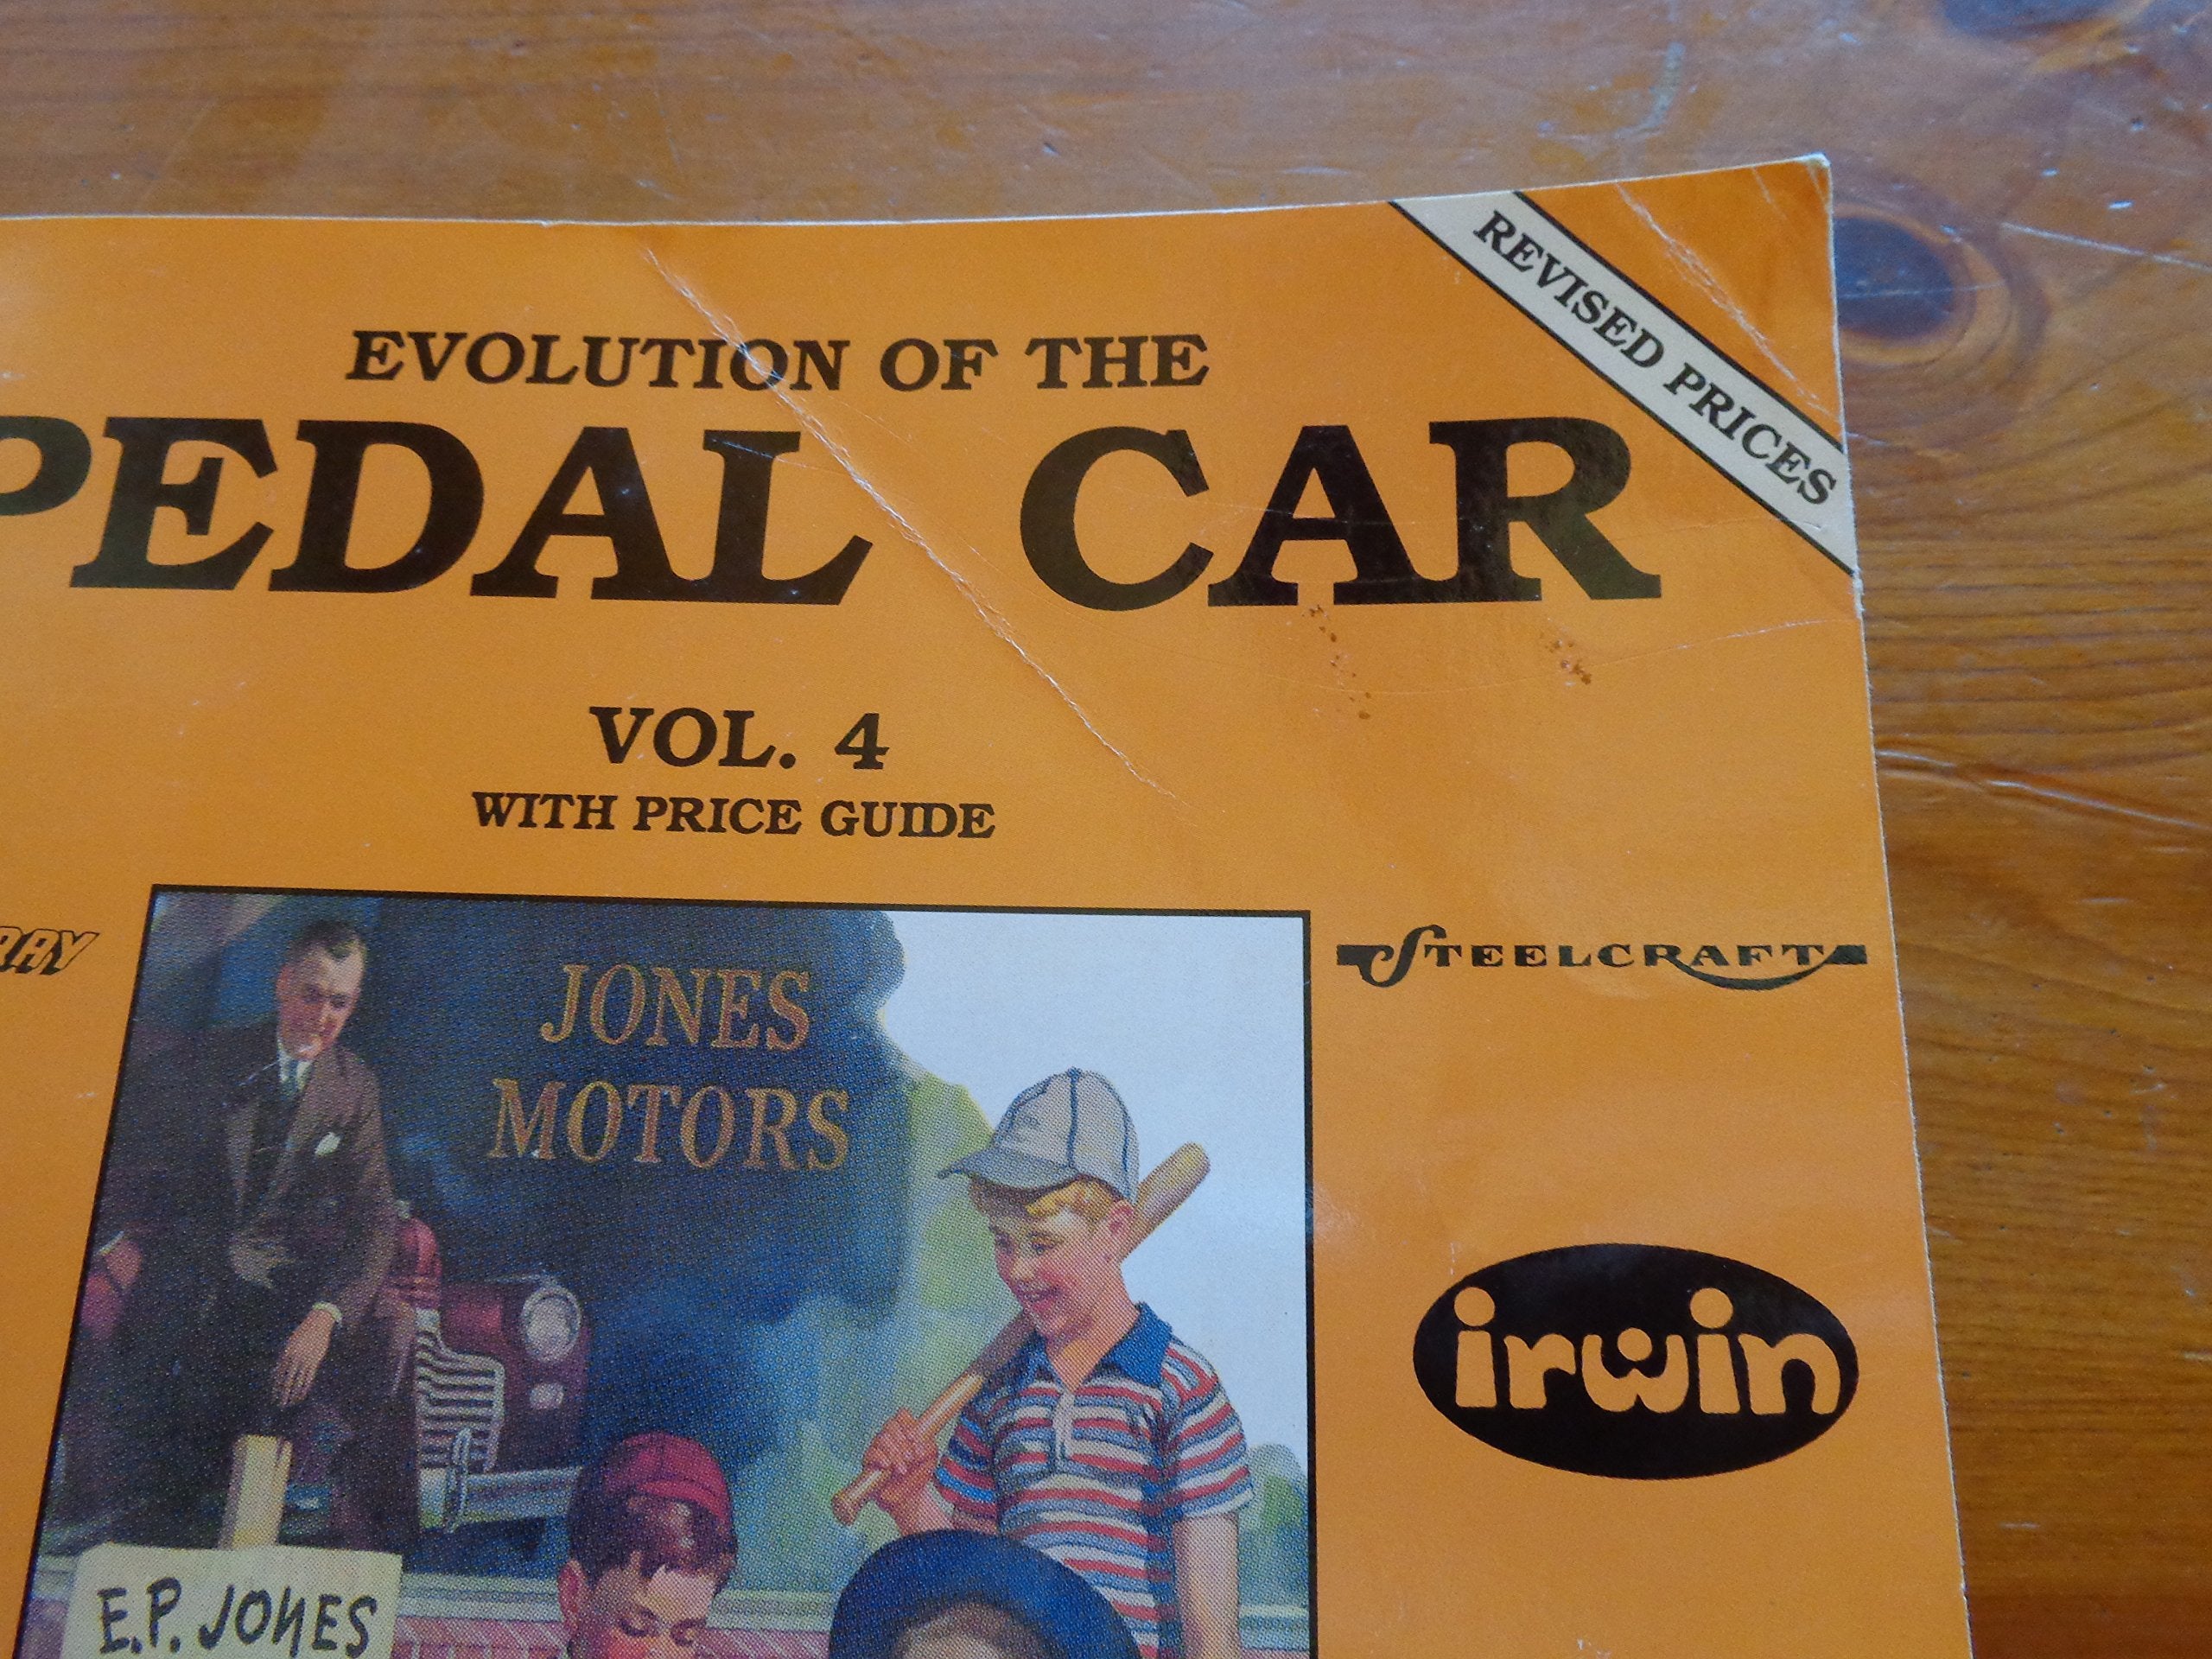 REVISED PRICES
EVOLUTION OF THE
PEDAL CAR
VOL. 4
WITH PRICE GUIDE
STEELCRAFT
JONES
MOTORS
irwin
E.P. JONES